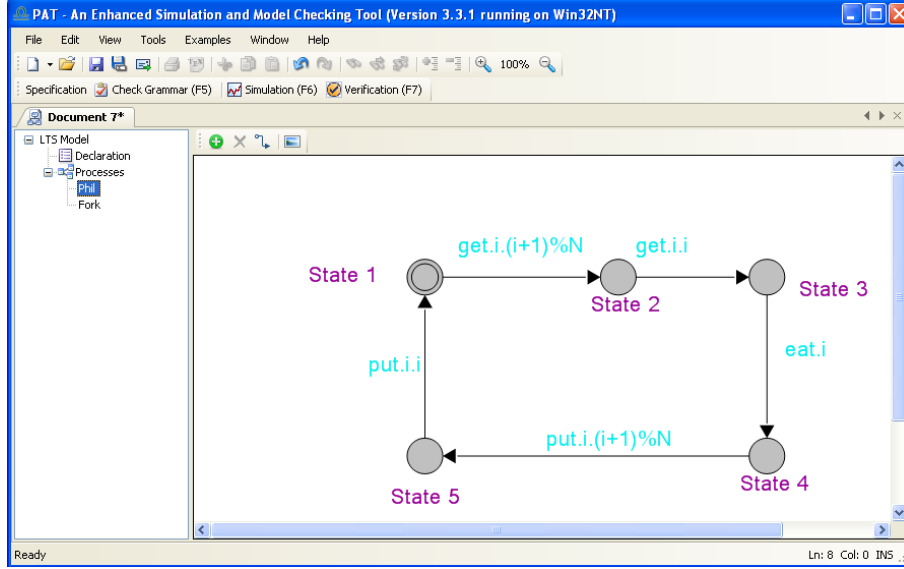 PAT - An Enhanced Simulation and Model Checking Tool (Version 3.3.1 running on Win32NT)
File Edit View Tools Examples Window Help
100%
Specification Check Grammar (F5) Simulation (F6) Verification (F7)
Document 7*
LTS Model
Declaration
Processes
Phil
Fork
get.i.(i+1)%N get.i.i
State 1
State 2
State 3
eat.i
put.i.i
put.i.(i+1)%N
State 4
State 5
Ready Ln: 8 Col: 0 INS